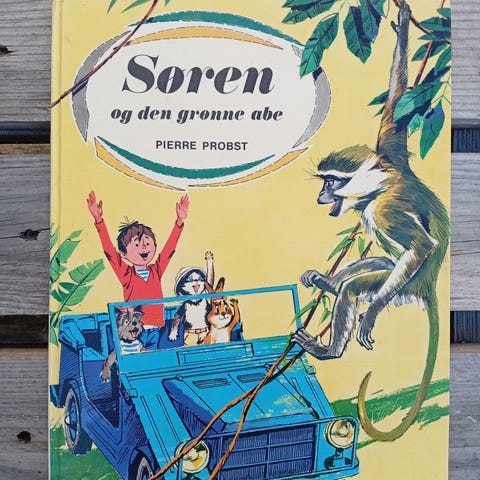 Søren
og den grønne abe
PIERRE PROBST